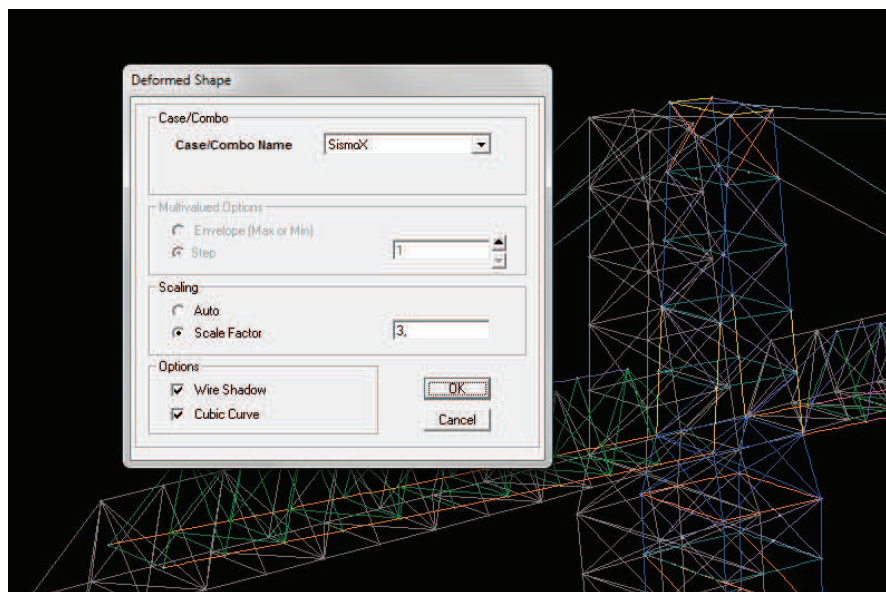 Deformed Shape
Case/Combo
Case/Combo Name SismoX
Multivalued Options
Envelope (Max or Min)
Step 1
Scaling
Auto
Scale Factor 3,
Options
Wire Shadow
Cubic Curve
OK
Cancel